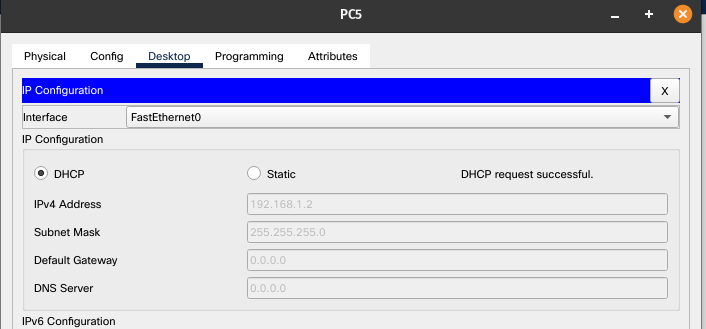 PC5
Physical Config Desktop Programming Attributes
IP Configuration X
Interface FastEthernet0
IP Configuration
DHCP Static DHCP request successful.
IPv4 Address 192.168.1.2
Subnet Mask 255.255.255.0
Default Gateway 0.0.0.0
DNS Server 0.0.0.0
IPv6 Configuration